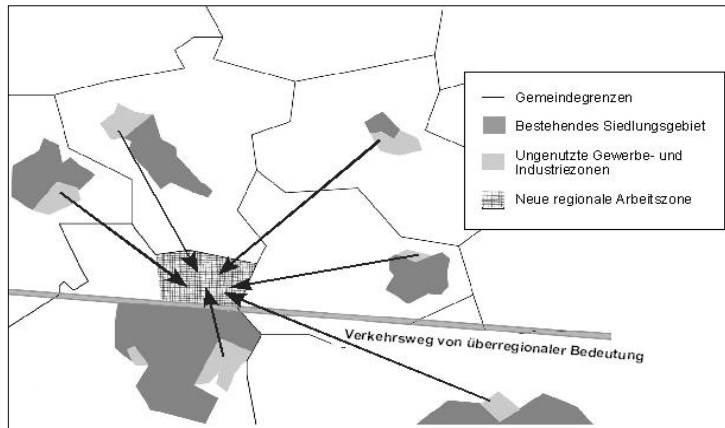 Gemeindegrenzen
Bestehendes Siedlungsgebiet
Ungenutzte Gewerbe- und
Industriezonen
Neue regionale Arbeitszone
Verkehrsweg von überregionaler Bedeutung